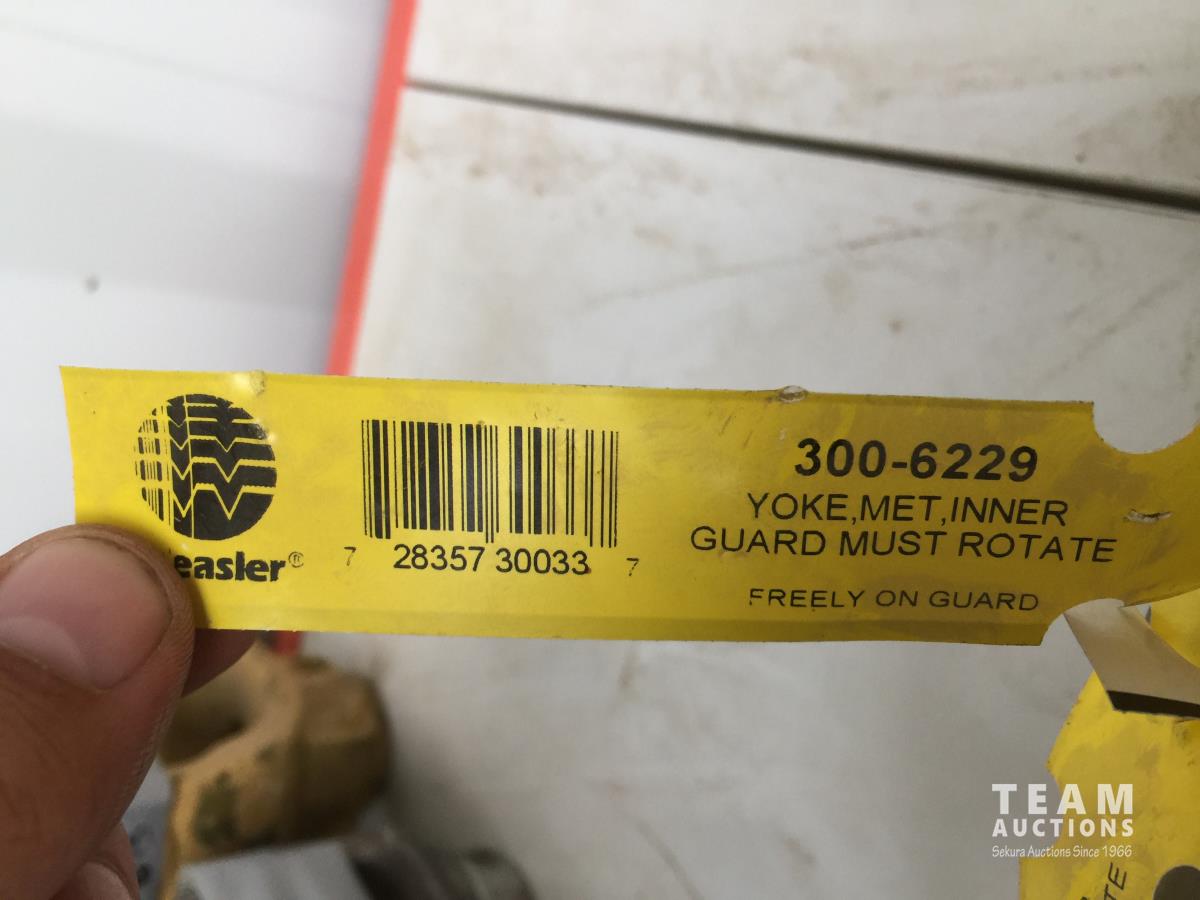 easler®
7 28357 30033 7
300-6229
YOKE,MET,INNER
GUARD MUST ROTATE
FREELY ON GUARD
TEAM
AUCTIONS
Sekura Auctions Since 1966
TE